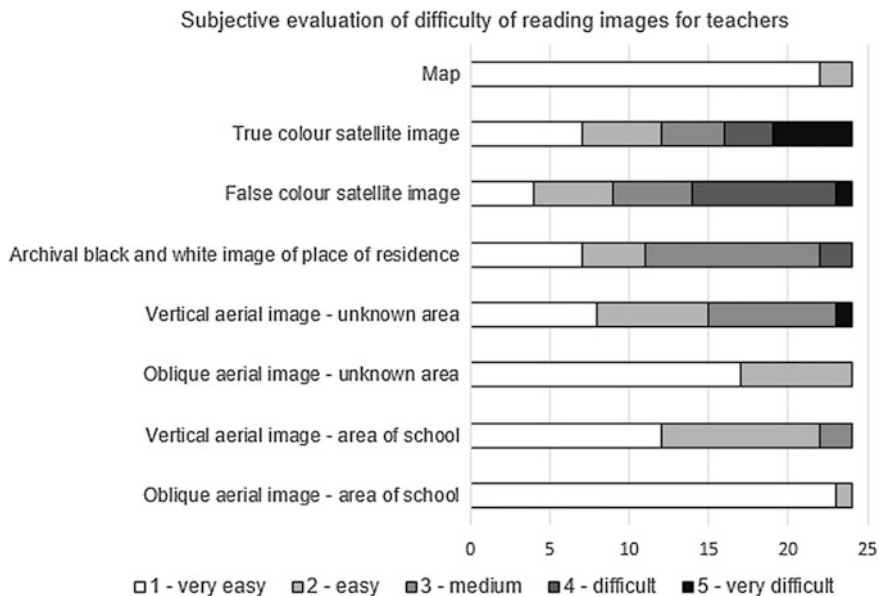 Subjective evaluation of difficulty of reading images for teachers
Map
True colour satellite image
False colour satellite image
Archival black and white image of place of residence
Vertical aerial image - unknown area
Oblique aerial image - unknown area
Vertical aerial image - area of school
Oblique aerial image - area of school
0 5 10 15 20 25
1 - very easy 2 - easy 3 - medium 4 - difficult 5 - very difficult